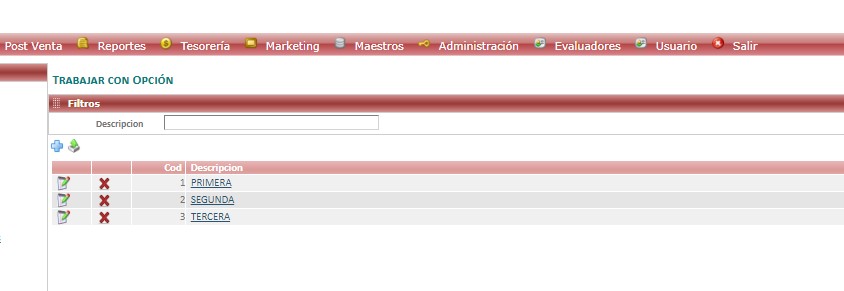 Post Venta Reportes Tesorería Marketing Maestros Administración Evaluadores Usuario Salir
TRABAJAR CON OPCIÓN
Filtros
Descripcion
Cod Descripcion
1 PRIMERA
2 SEGUNDA
3 TERCERA